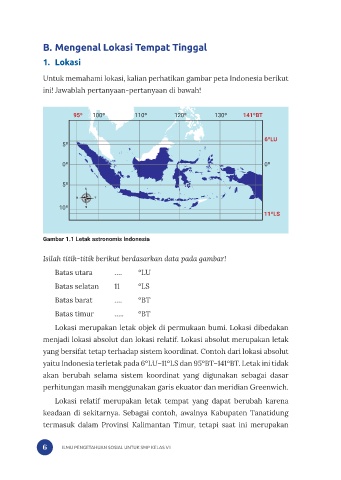 B. Mengenal Lokasi Tempat Tinggal
1. Lokasi
Untuk memahami lokasi, kalian perhatikan gambar peta Indonesia berikut
ini! Jawablah pertanyaan-pertanyaan di bawah!
95° 100° 110° 120° 130° 141°BT
6°LU
5°
0° 0°
5°
10°
11°LS
Gambar 1.1 Letak astronomis Indonesia
Isilah titik-titik berikut berdasarkan data pada gambar!
Batas utara ..... °LU
Batas selatan 11 °LS
Batas barat .... °BT
Batas timur ..... °BT
Lokasi merupakan letak objek di permukaan bumi. Lokasi dibedakan
menjadi lokasi absolut dan lokasi relatif. Lokasi absolut merupakan letak
yang bersifat tetap terhadap sistem koordinat. Contoh dari lokasi absolut
yaitu Indonesia terletak pada 6°LU–11°LS dan 95°BT–141°BT. Letak ini tidak
akan berubah selama sistem koordinat yang digunakan sebagai dasar
perhitungan masih menggunakan garis ekuator dan meridian Greenwich.
Lokasi relatif merupakan letak tempat yang dapat berubah karena
keadaan di sekitarnya. Sebagai contoh, awalnya Kabupaten Tanatidung
termasuk dalam Provinsi Kalimantan Timur, tetapi saat ini merupakan
6 ILMU PENGETAHUAN SOSIAL UNTUK SMP KELAS VII